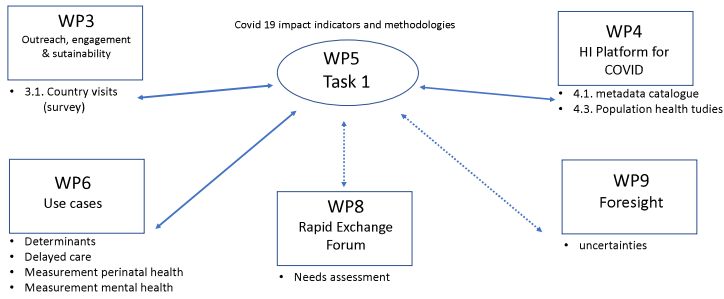 WP3
Outreach, engagement
& sutainability
• 3.1. Country visits
(survey)
Covid 19 impact indicators and methodologies
WP5
Task 1
WP4
HI Platform for
COVID
• 4.1. metadata catalogue
• 4.3. Population health tudies
WP6
Use cases
• Determinants
• Delayed care
• Measurement perinatal health
• Measurement mental health
WP8
Rapid Exchange
Forum
• Needs assessment
WP9
Foresight
• uncertainties